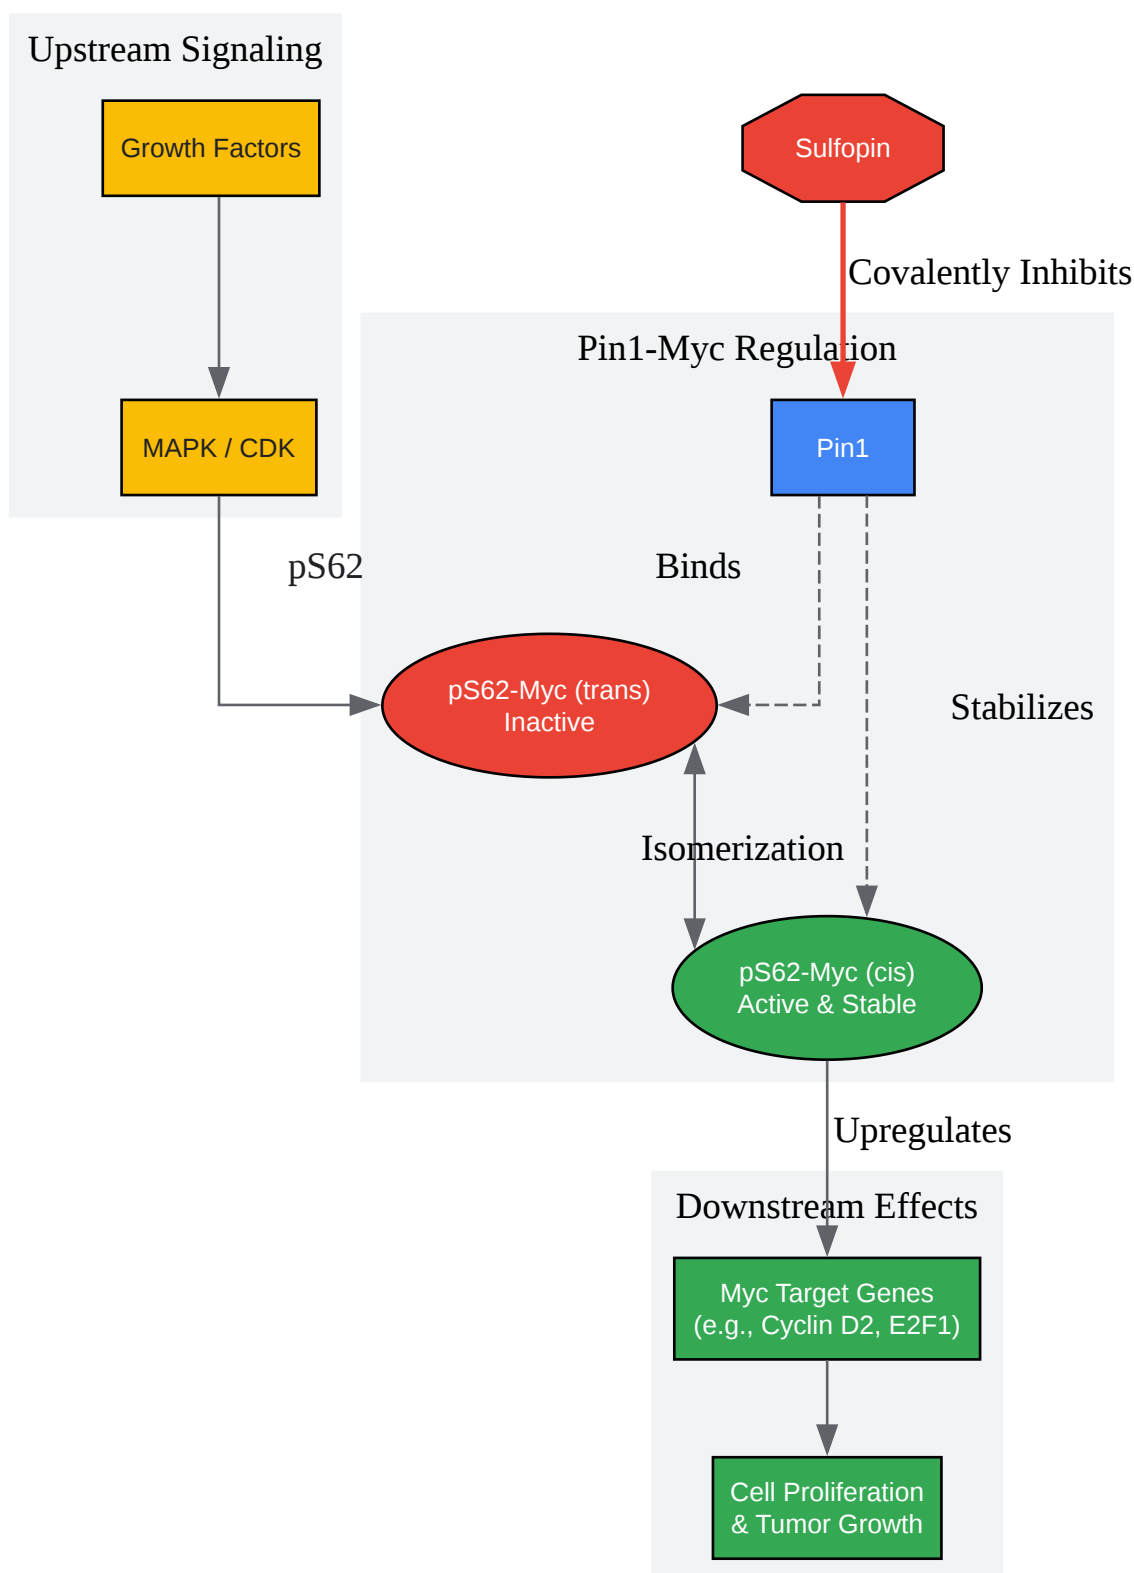 Upstream Signaling
Growth Factors
Sulfopin
Covalently Inhibits
Pin1-Myc Regulation
MAPK / CDK
Pin1
pS62
Binds
pS62-Myc (trans)
Inactive
Stabilizes
Isomerization
pS62-Myc (cis)
Active & Stable
Upregulates
Downstream Effects
Myc Target Genes
(e.g., Cyclin D2, E2F1)
Cell Proliferation
& Tumor Growth